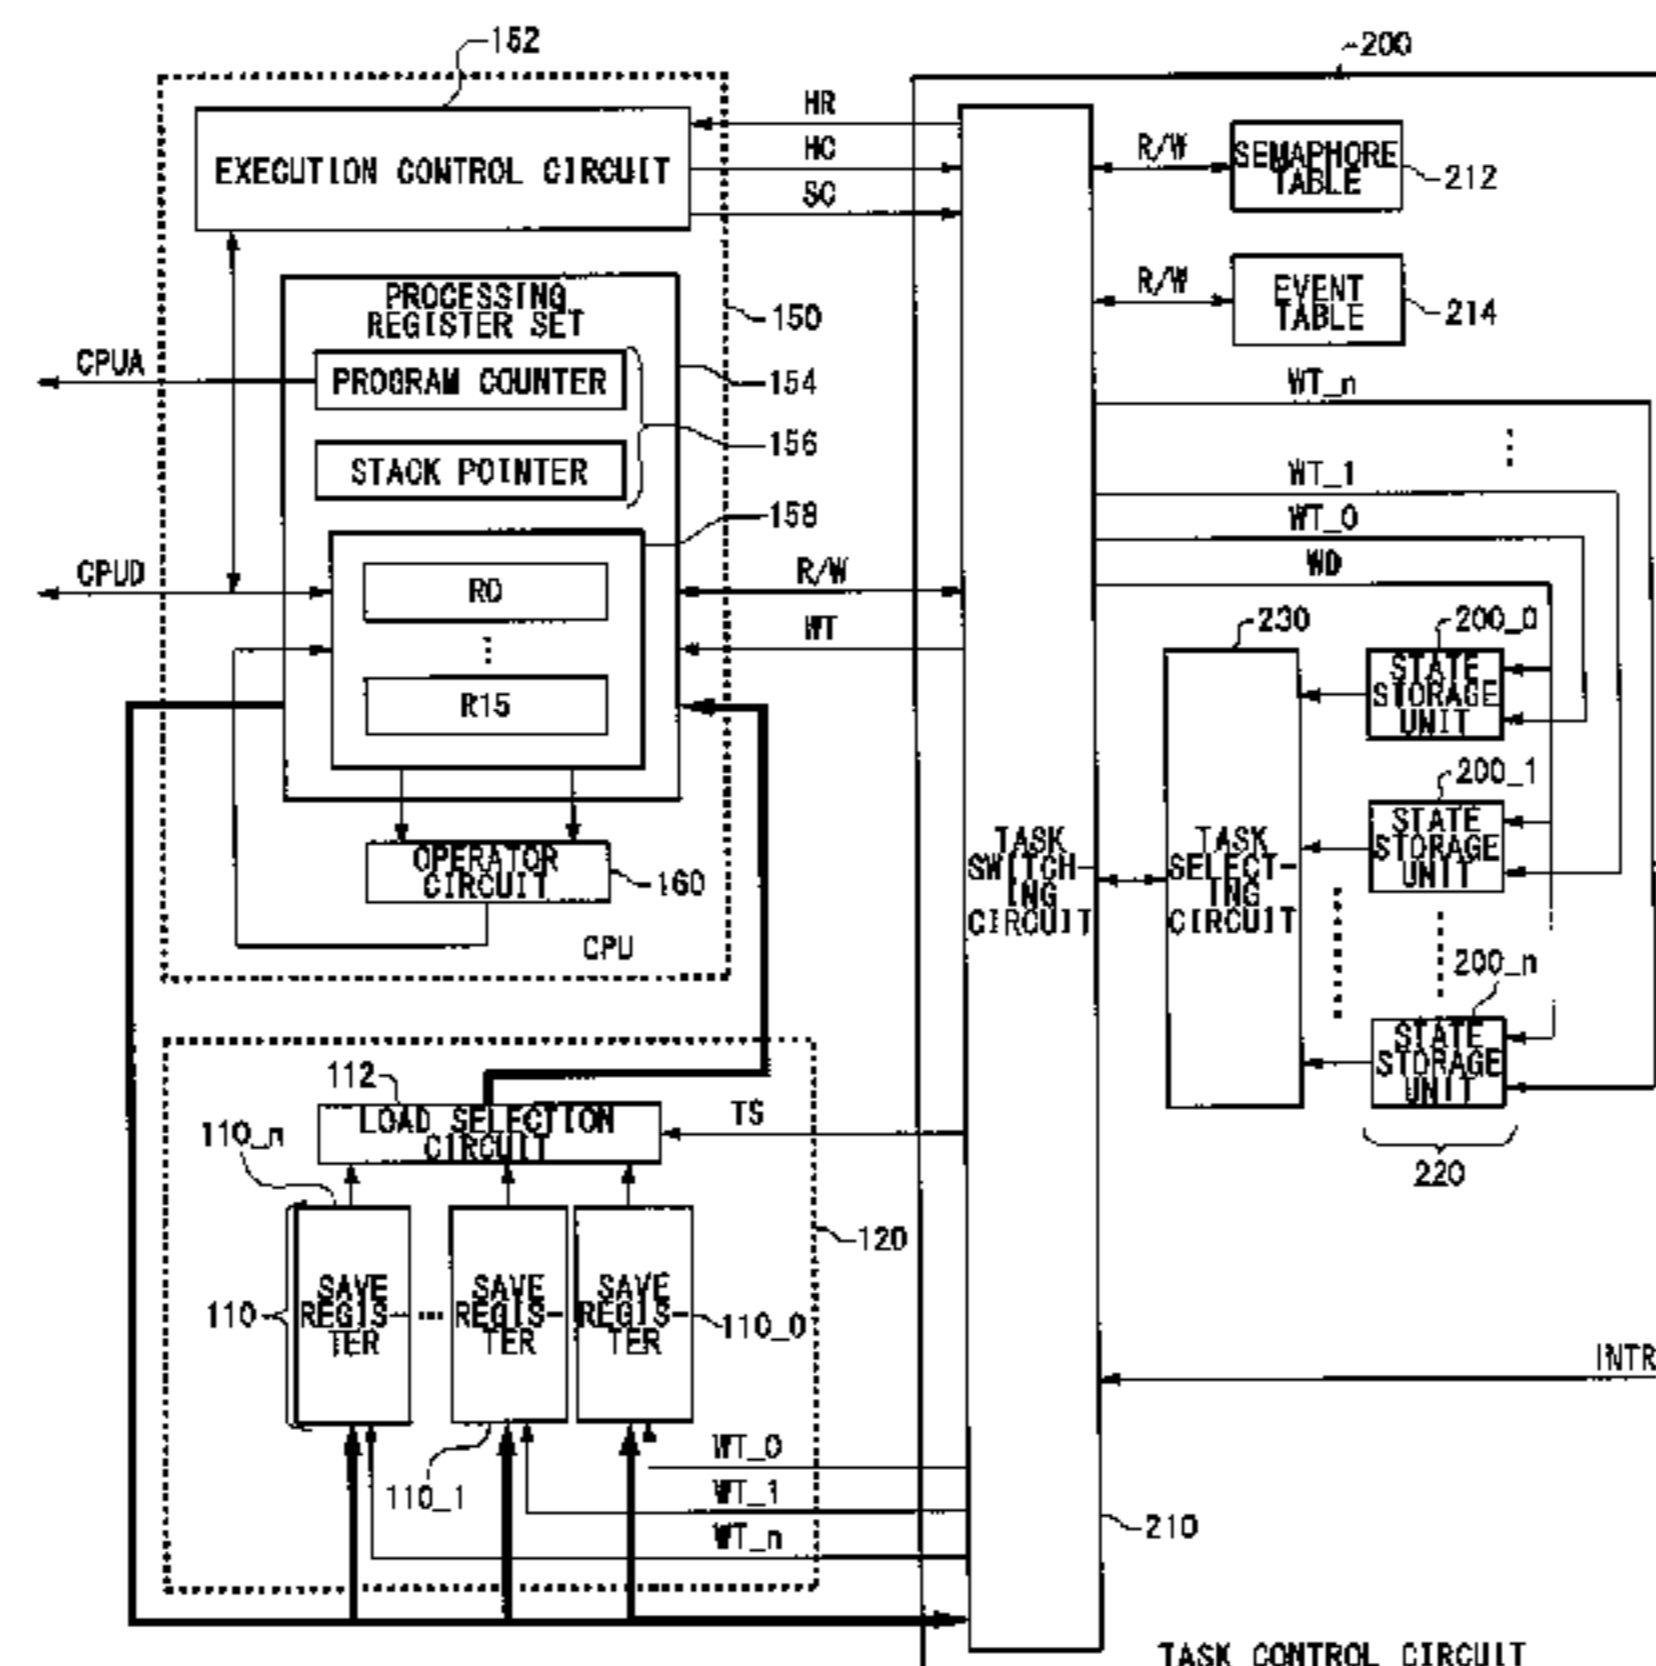 152
200
HR
HC
SC
EXECUTION CONTROL CIRCUIT
R/W
SEMAPHORE
TABLE
212
PROCESSING
REGISTER SET
150
R/W
EVENT
TABLE
214
CPUA
PROGRAM COUNTER
154
WT_n
156
STACK POINTER
WT_1
158
WT_0
CPUD
R0
R/W
WD
WT
230
200_0
STATE
STORAGE
UNIT
R15
200_1
STATE
STORAGE
UNIT
OPERATOR
CIRCUIT
160
TASK
SWITCH-
ING
CIRCUIT
TASK
SELECT-
ING
CIRCUIT
CPU
200_n
STATE
STORAGE
UNIT
112
LOAD SELECTION
CIRCUIT
TS
110_n
220
120
110
SAVE
REGIS-
TER
SAVE
REGIS-
TER
SAVE
REGIS-
TER
110_0
INTR
110_1
WT_0
WT_1
WT_n
210
TASK CONTROL CIRCUIT